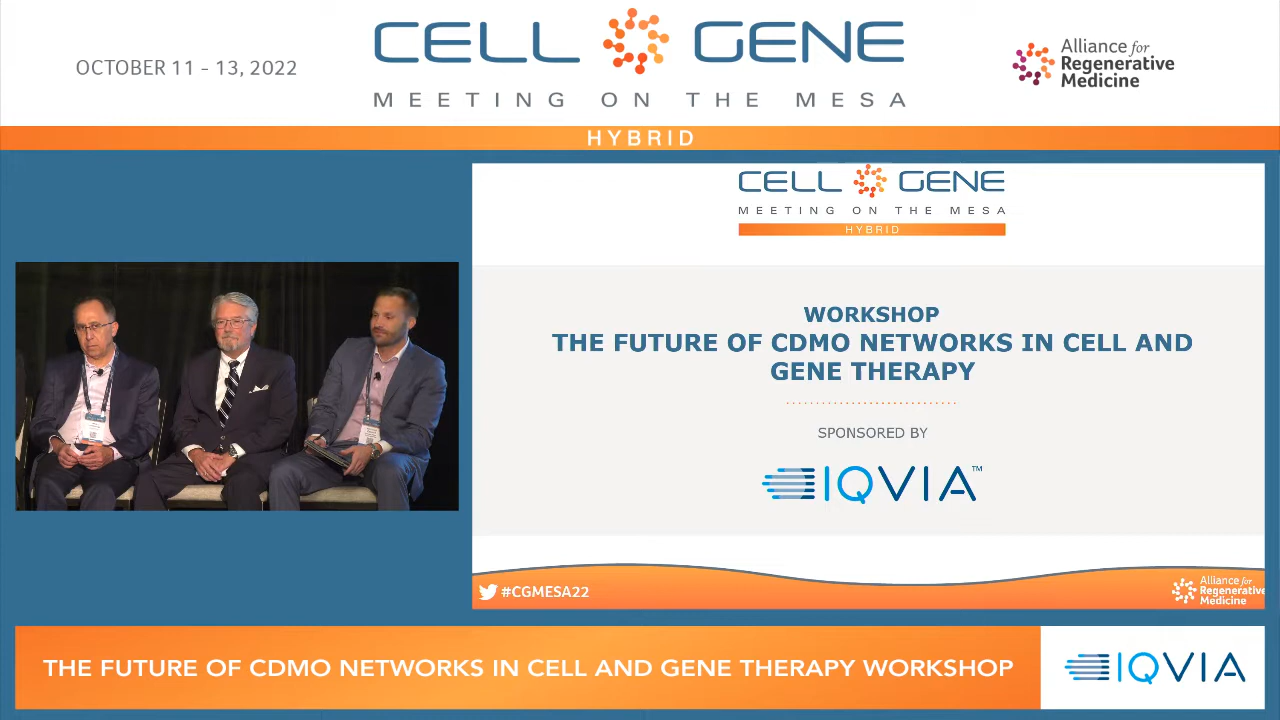 OCTOBER 11 - 13, 2022
CELL GENE
MEETING ON THE MESA
Alliance for
Regenerative
Medicine
HYBRID
CELL GENE
MEETING ON THE MESA
HYBRID
WORKSHOP
THE FUTURE OF CDMO NETWORKS IN CELL AND
GENE THERAPY
SPONSORED BY
IQVIA™
#CGMESA22
Alliance for
Regenerative
Medicine
THE FUTURE OF CDMO NETWORKS IN CELL AND GENE THERAPY WORKSHOP
IQVIA